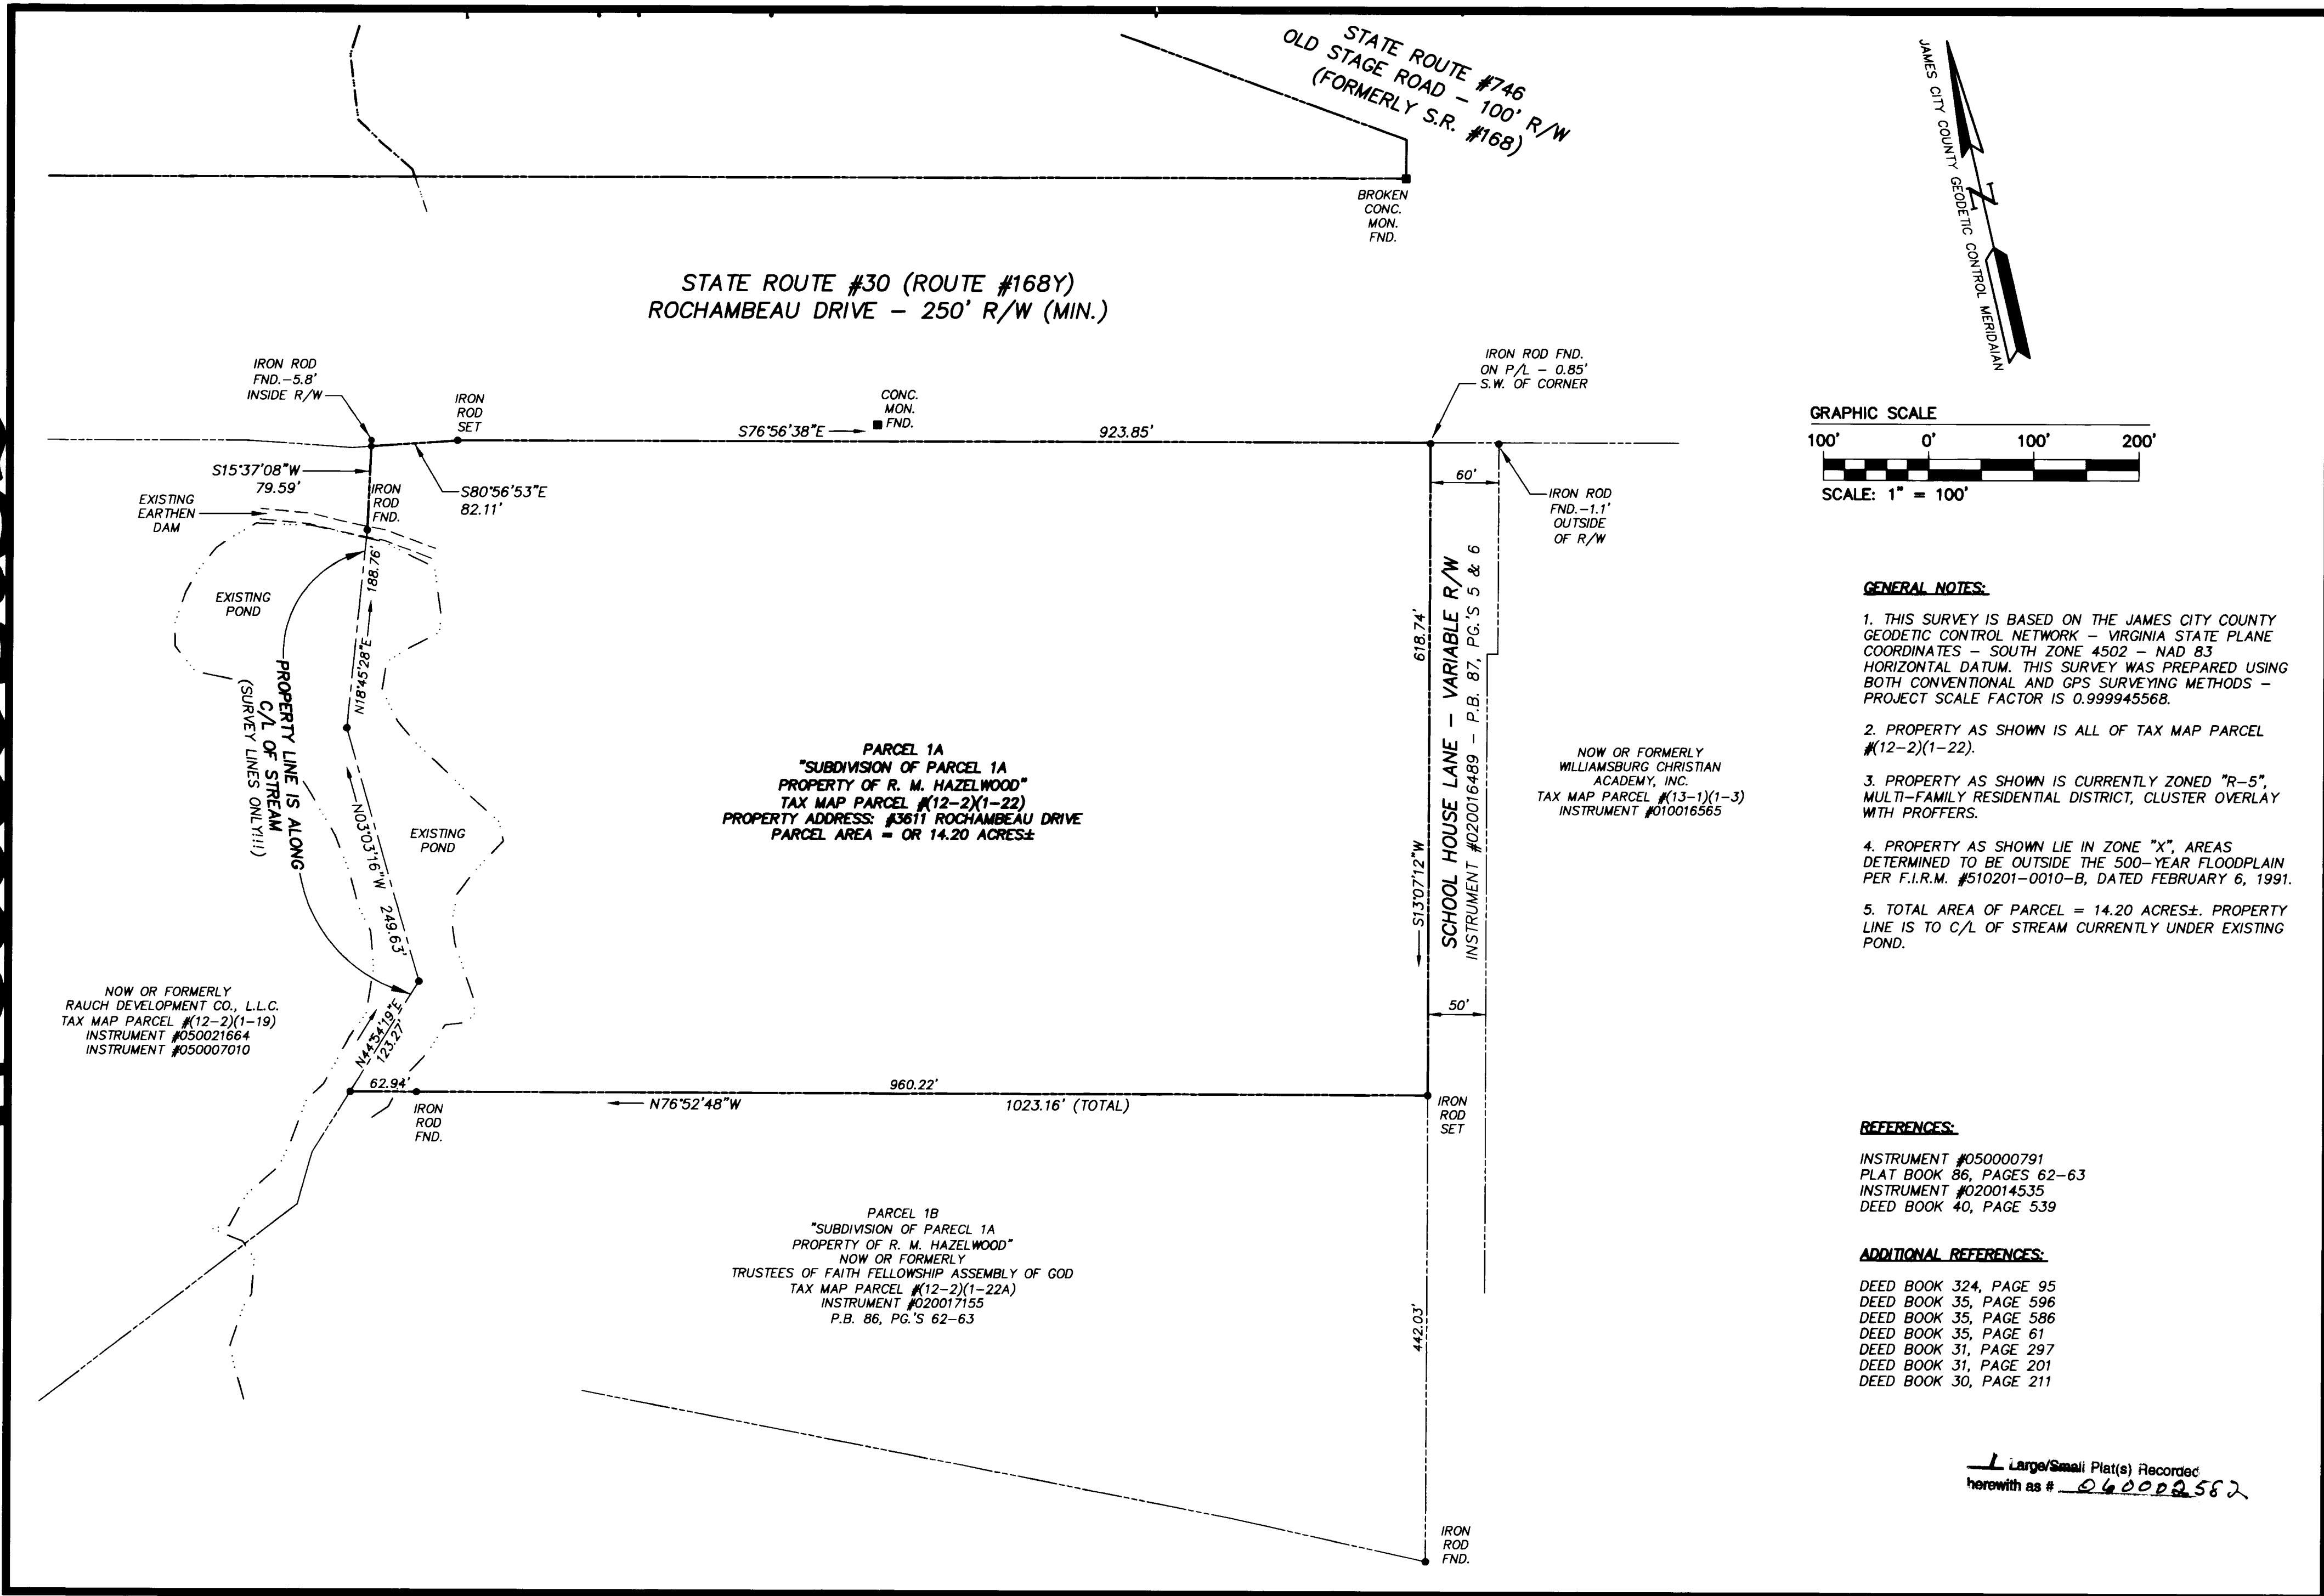 STATE ROUTE #746
OLD STAGE ROAD – 100' R/W
(FORMERLY S.R. #168)
BROKEN
CONC.
MON.
FND.
JAMES CITY COUNTY GEODETIC CONTROL MERIDAIAN
N
STATE ROUTE #30 (ROUTE #168Y)
ROCHAMBEAU DRIVE – 250' R/W (MIN.)
IRON ROD
FND.–5.8'
INSIDE R/W
IRON
ROD
SET
CONC.
MON.
FND.
S76°56'38"E
923.85'
IRON ROD FND.
ON P/L – 0.85'
S.W. OF CORNER
S15°37'08"W
79.59'
IRON
ROD
FND.
S80°56'53"E
82.11'
EXISTING
EARTHEN
DAM
60'
IRON ROD
FND.–1.1'
OUTSIDE
OF R/W
GRAPHIC SCALE
100' 0' 100' 200'
SCALE: 1" = 100'
EXISTING
POND
N18°45'28"E
188.76'
PROPERTY LINE IS ALONG
C/L OF STREAM
(SURVEY LINES ONLY!!!)
N03°03'16"W
249.63'
EXISTING
POND
PARCEL 1A
"SUBDIVISION OF PARCEL 1A
PROPERTY OF R. M. HAZELWOOD"
TAX MAP PARCEL #(12–2)(1–22)
PROPERTY ADDRESS: #3611 ROCHAMBEAU DRIVE
PARCEL AREA = OR 14.20 ACRES±
618.74'
S13°07'12"W
SCHOOL HOUSE LANE – VARIABLE R/W
INSTRUMENT #020016489 – P.B. 87, PG.'S 5 & 6
50'
NOW OR FORMERLY
WILLIAMSBURG CHRISTIAN
ACADEMY, INC.
TAX MAP PARCEL #(13–1)(1–3)
INSTRUMENT #010016565
GENERAL NOTES:
1. THIS SURVEY IS BASED ON THE JAMES CITY COUNTY
GEODETIC CONTROL NETWORK – VIRGINIA STATE PLANE
COORDINATES – SOUTH ZONE 4502 – NAD 83
HORIZONTAL DATUM. THIS SURVEY WAS PREPARED USING
BOTH CONVENTIONAL AND GPS SURVEYING METHODS –
PROJECT SCALE FACTOR IS 0.999945568.
2. PROPERTY AS SHOWN IS ALL OF TAX MAP PARCEL
#(12–2)(1–22).
3. PROPERTY AS SHOWN IS CURRENTLY ZONED "R–5",
MULTI–FAMILY RESIDENTIAL DISTRICT, CLUSTER OVERLAY
WITH PROFFERS.
4. PROPERTY AS SHOWN LIE IN ZONE "X", AREAS
DETERMINED TO BE OUTSIDE THE 500–YEAR FLOODPLAIN
PER F.I.R.M. #510201–0010–B, DATED FEBRUARY 6, 1991.
5. TOTAL AREA OF PARCEL = 14.20 ACRES±. PROPERTY
LINE IS TO C/L OF STREAM CURRENTLY UNDER EXISTING
POND.
NOW OR FORMERLY
RAUCH DEVELOPMENT CO., L.L.C.
TAX MAP PARCEL #(12–2)(1–19)
INSTRUMENT #050021664
INSTRUMENT #050007010
N44°54'19"E
123.27'
62.94'
IRON
ROD
FND.
960.22'
N76°52'48"W
1023.16' (TOTAL)
IRON
ROD
SET
PARCEL 1B
"SUBDIVISION OF PARECL 1A
PROPERTY OF R. M. HAZELWOOD"
NOW OR FORMERLY
TRUSTEES OF FAITH FELLOWSHIP ASSEMBLY OF GOD
TAX MAP PARCEL #(12–2)(1–22A)
INSTRUMENT #020017155
P.B. 86, PG.'S 62–63
442.03'
IRON
ROD
FND.
REFERENCES:
INSTRUMENT #050000791
PLAT BOOK 86, PAGES 62–63
INSTRUMENT #020014535
DEED BOOK 40, PAGE 539
ADDITIONAL REFERENCES:
DEED BOOK 324, PAGE 95
DEED BOOK 35, PAGE 596
DEED BOOK 35, PAGE 586
DEED BOOK 35, PAGE 61
DEED BOOK 31, PAGE 297
DEED BOOK 31, PAGE 201
DEED BOOK 30, PAGE 211
1 Large/Small Plat(s) Recorded
herewith as # 060002582